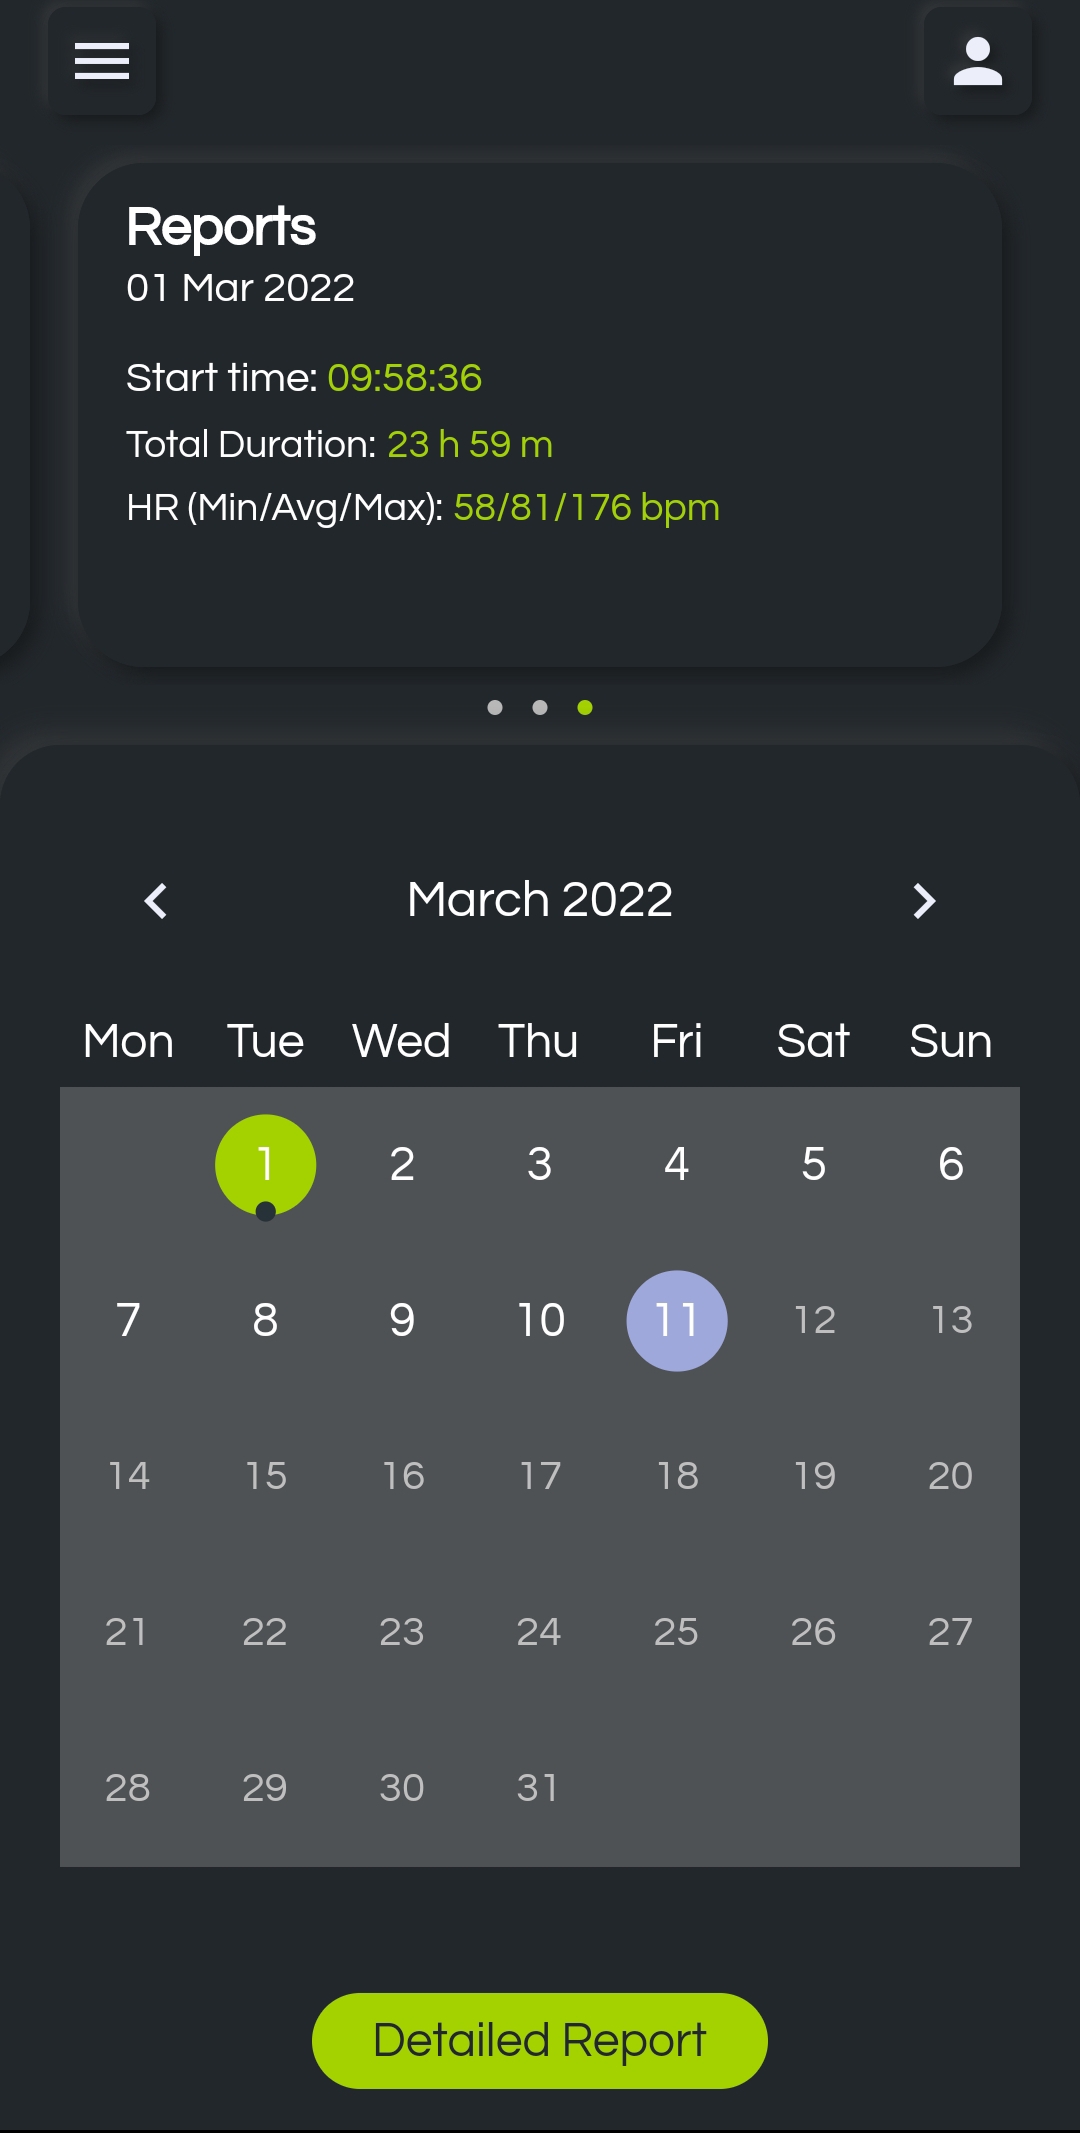 Reports
01 Mar 2022
Start time: 09:58:36
Total Duration: 23 h 59 m
HR (Min/Avg/Max): 58/81/176 bpm
March 2022
Mon Tue Wed Thu Fri Sat Sun
1 2 3 4 5 6
7 8 9 10 11 12 13
14 15 16 17 18 19 20
21 22 23 24 25 26 27
28 29 30 31
Detailed Report